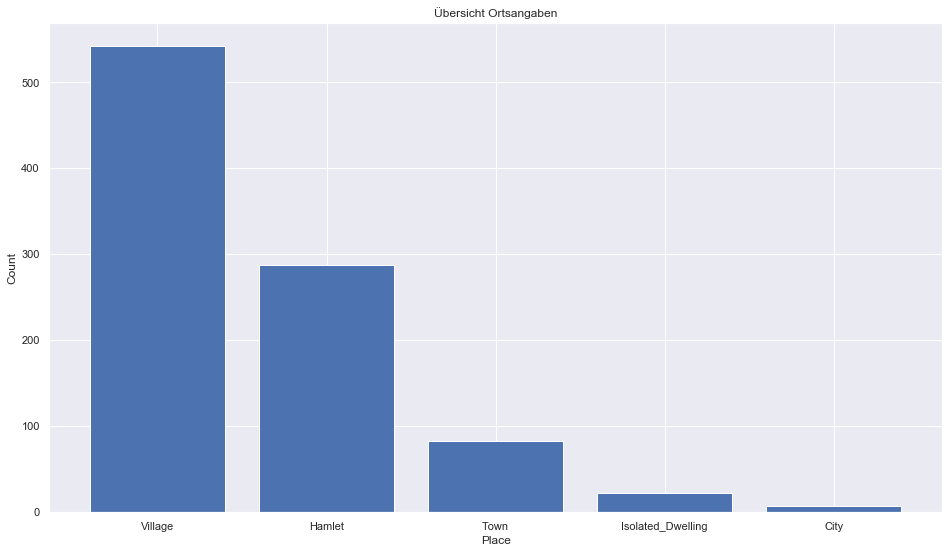 Übersicht Ortsangaben
Count
500
400
300
200
100
0
Village Hamlet Town Isolated_Dwelling City
Place